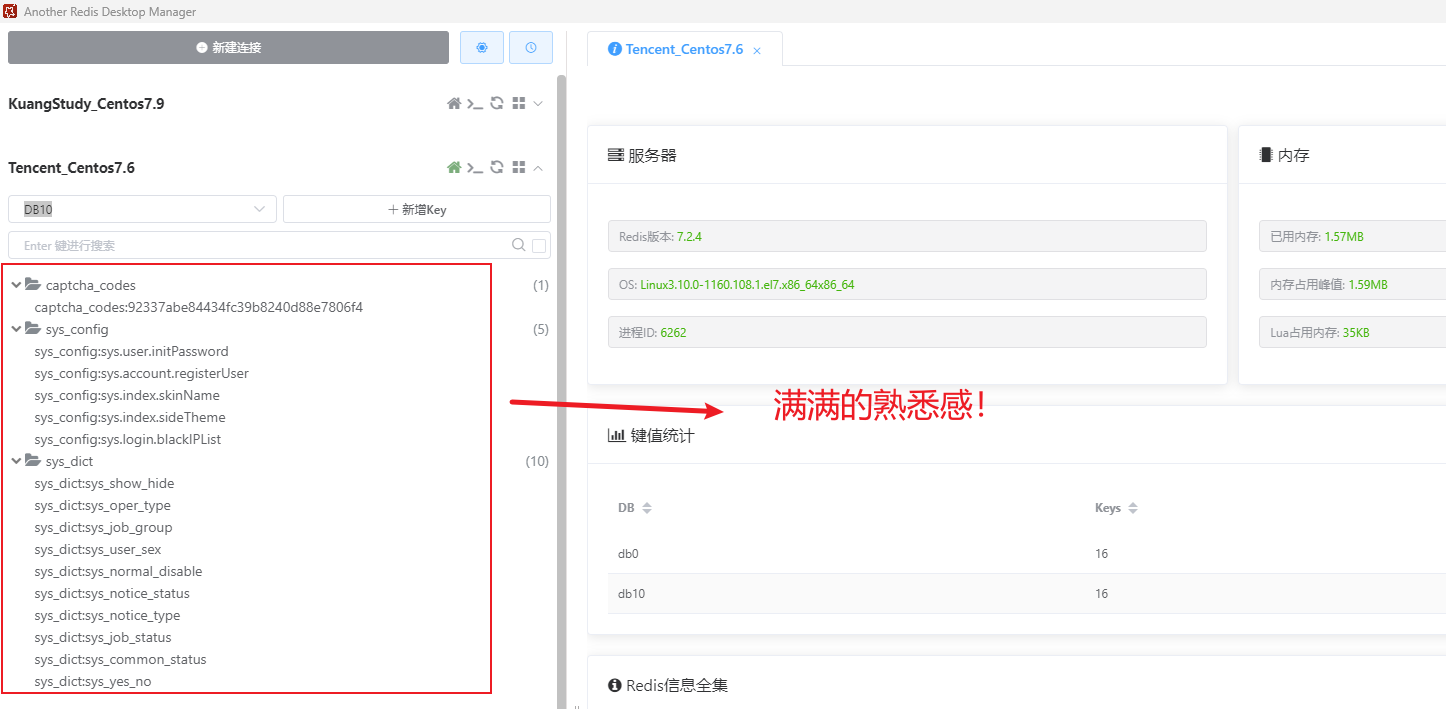 Another Redis Desktop Manager
新建连接
KuangStudy_Centos7.9
Tencent_Centos7.6
DB10
新增Key
Enter 键进行搜索
captcha_codes (1)
captcha_codes:92337abe84434fc39b8240d88e7806f4
sys_config (5)
sys_config:sys.user.initPassword
sys_config:sys.account.registerUser
sys_config:sys.index.skinName
sys_config:sys.index.sideTheme
sys_config:sys.login.blackIPList
sys_dict (10)
sys_dict:sys_show_hide
sys_dict:sys_oper_type
sys_dict:sys_job_group
sys_dict:sys_user_sex
sys_dict:sys_normal_disable
sys_dict:sys_notice_status
sys_dict:sys_notice_type
sys_dict:sys_job_status
sys_dict:sys_common_status
sys_dict:sys_yes_no
Tencent_Centos7.6
服务器
Redis版本: 7.2.4
OS: Linux3.10.0-1160.108.1.el7.x86_64x86_64
进程ID: 6262
内存
已用内存: 1.57MB
内存占用峰值: 1.59MB
Lua占用内存: 35KB
满满的熟悉感！
键值统计
DB Keys
db0 16
db10 16
Redis信息全集